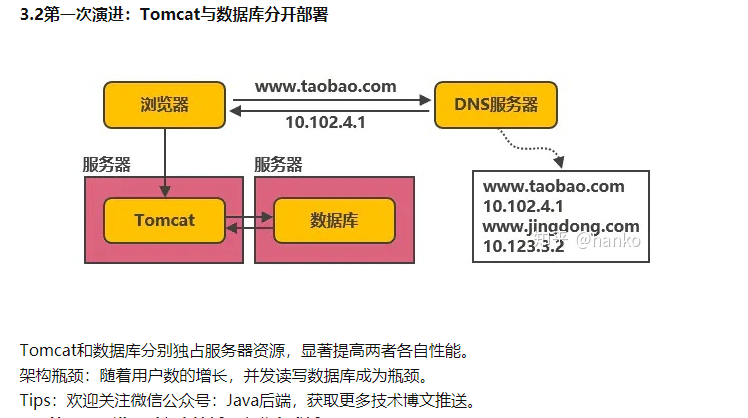 3.2第一次演进：Tomcat与数据库分开部署
www.taobao.com
浏览器
DNS服务器
10.102.4.1
服务器
服务器
Tomcat
数据库
www.taobao.com
10.102.4.1
www.jingdong.com
10.123.3.2
知乎 @nanko
Tomcat和数据库分别独占服务器资源，显著提高两者各自性能。
架构瓶颈：随着用户数的增长，并发读写数据库成为瓶颈。
Tips：欢迎关注微信公众号：Java后端，获取更多技术博文推送。